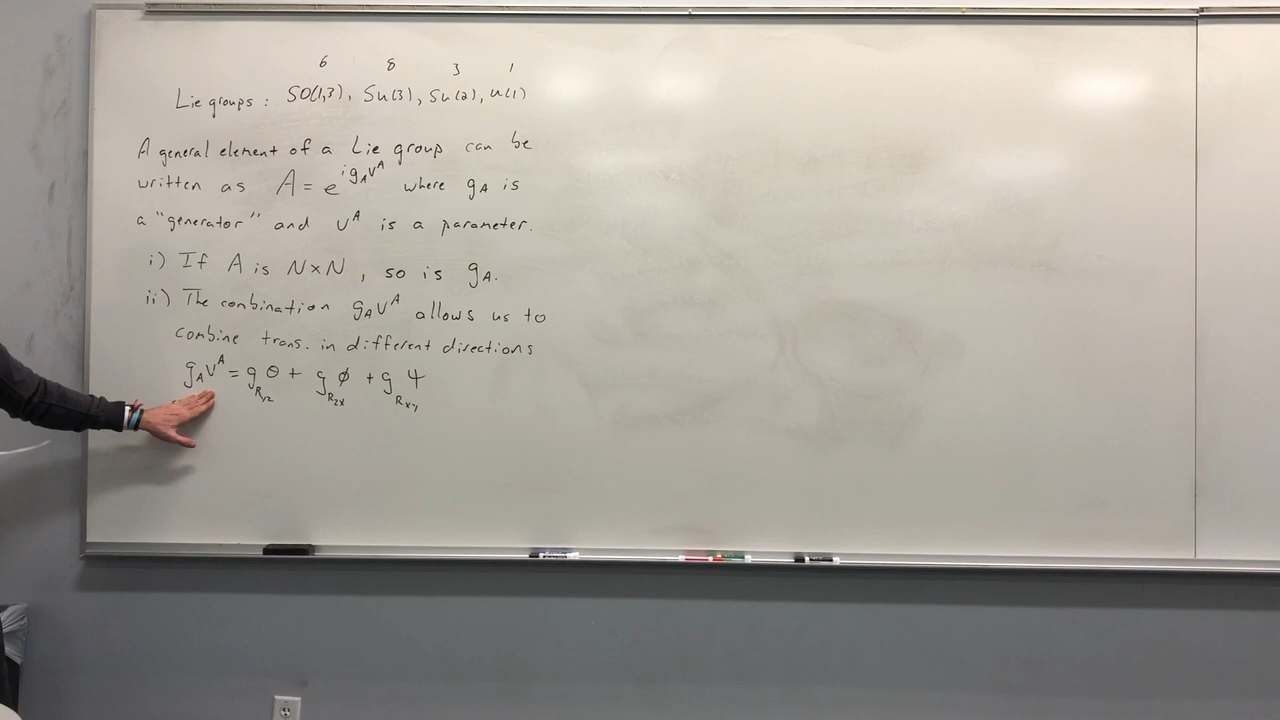 6 8 3 1
Lie groups : SO(1,3), Su(3), Su(2), u(1)
A general element of a Lie group can be
written as A = e^{i g_A v^A} where g_A is
a "generator" and v^A is a parameter.
i) If A is N×N, so is g_A.
ii) The combination g_A v^A allows us to
combine trans. in different directions
g_A v^A = g_{R_{yz}} θ + g_{R_{zx}} ϕ + g_{R_{xy}} ψ